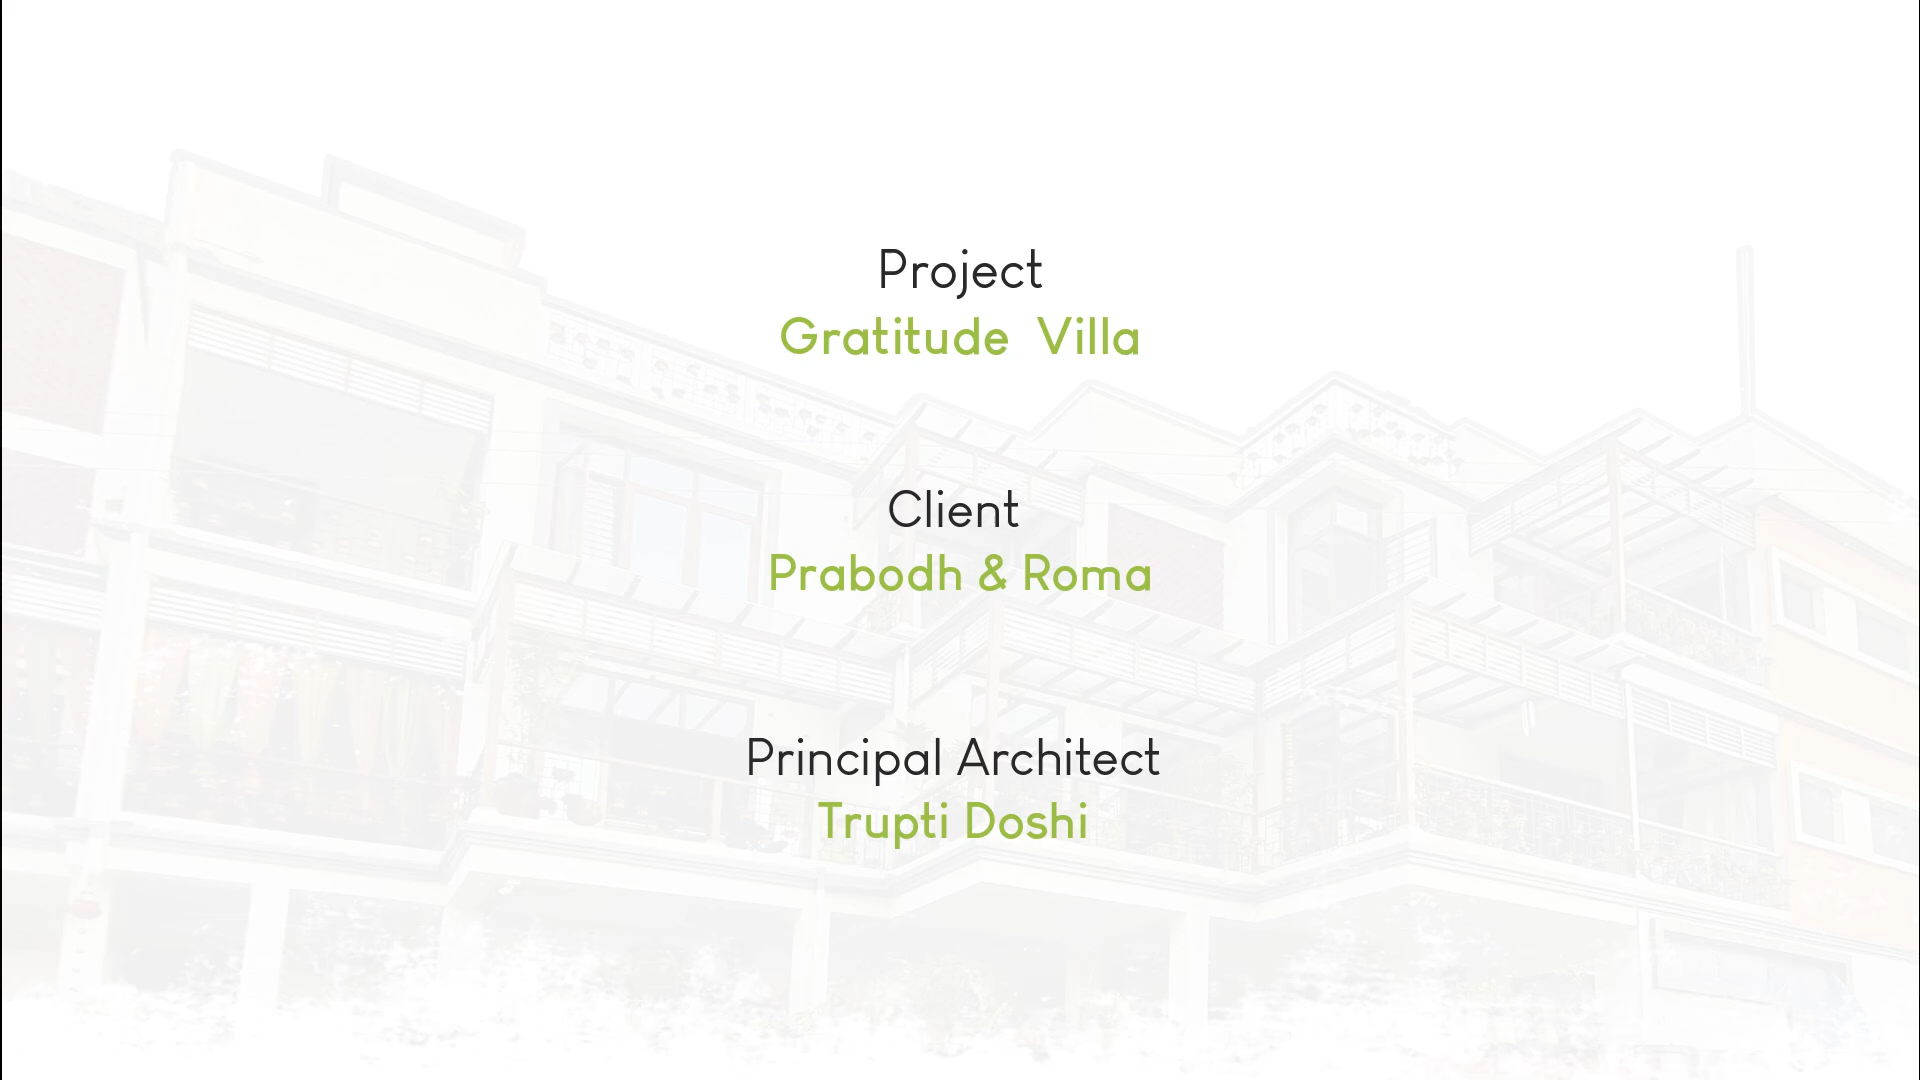 Project
Gratitude Villa
Client
Prabodh & Roma
Principal Architect
Trupti Doshi